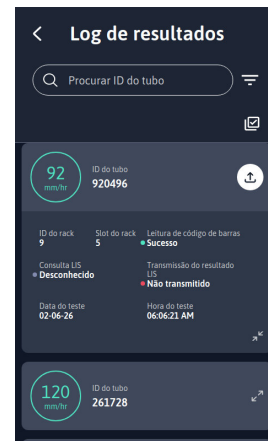 Log de resultados
Procurar ID do tubo
92
mm/hr
ID do tubo
920496
ID do rack
9
Slot do rack
5
Leitura de código de barras
Sucesso
Consulta LIS
Desconhecido
Transmissão do resultado
LIS
Não transmitido
Data do teste
02-06-26
Hora do teste
06:06:21 AM
120
mm/hr
ID do tubo
261728